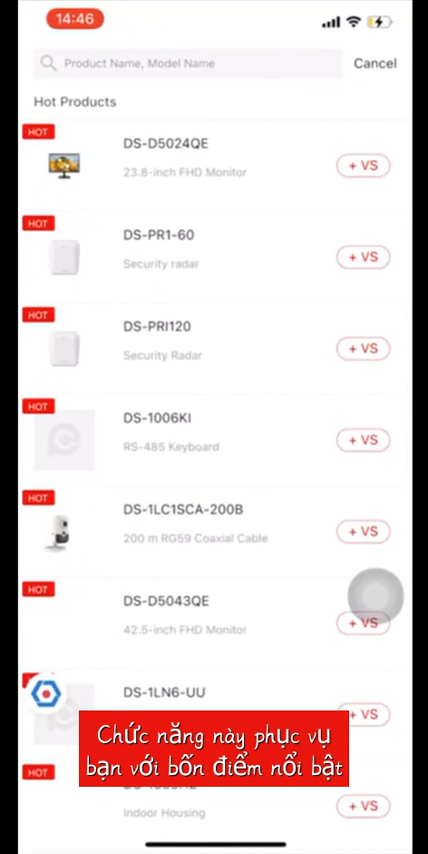 14:46
Product Name, Model Name
Cancel
Hot Products
HOT
DS-D5024QE
23.8-inch FHD Monitor
+ VS
HOT
DS-PR1-60
Security radar
+ VS
HOT
DS-PRI120
Security Radar
+ VS
HOT
DS-1006KI
RS-485 Keyboard
+ VS
HOT
DS-1LC1SCA-200B
200 m RG59 Coaxial Cable
+ VS
HOT
DS-D5043QE
42.5-inch FHD Monitor
+ VS
DS-1LN6-UU
+ VS
Chức năng này phục vụ
bạn với bốn điểm nổi bật
HOT
Indoor Housing
+ VS